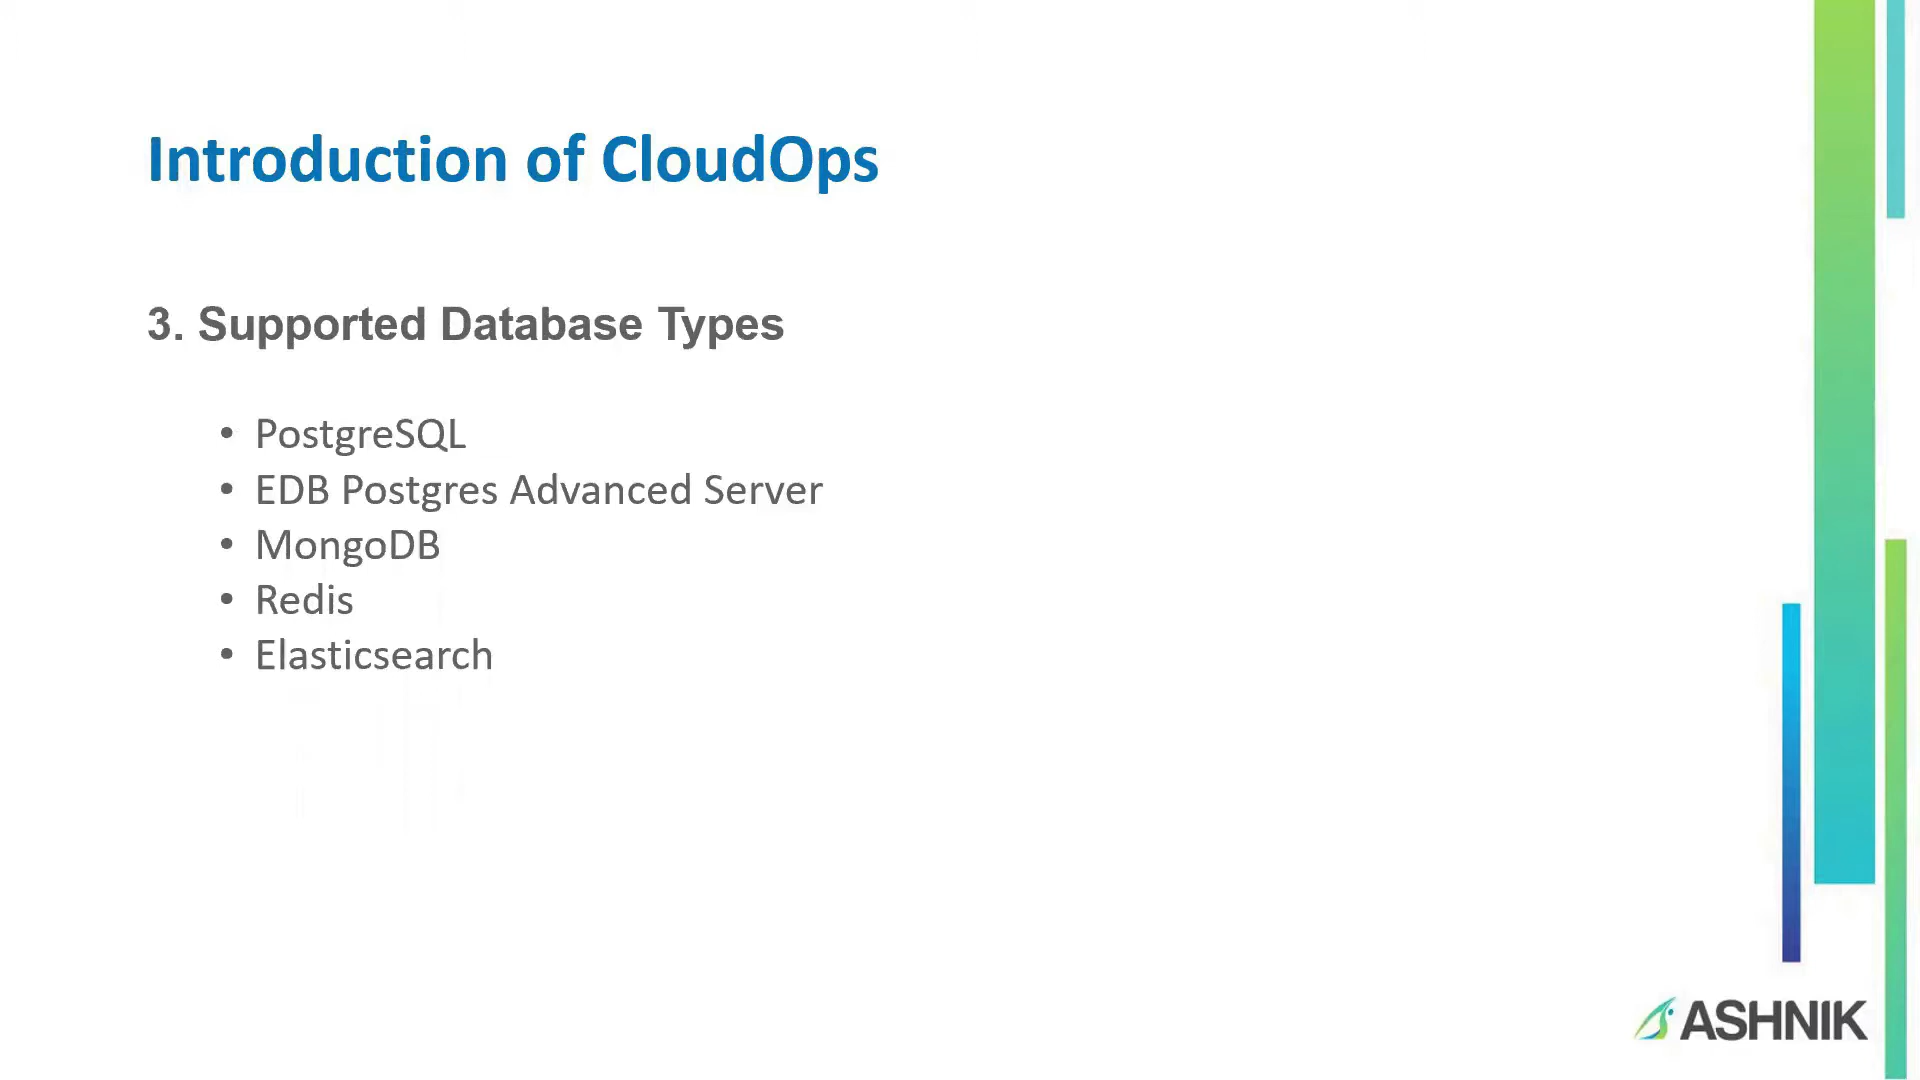 Introduction of CloudOps
3. Supported Database Types
• PostgreSQL
• EDB Postgres Advanced Server
• MongoDB
• Redis
• Elasticsearch
ASHNIK